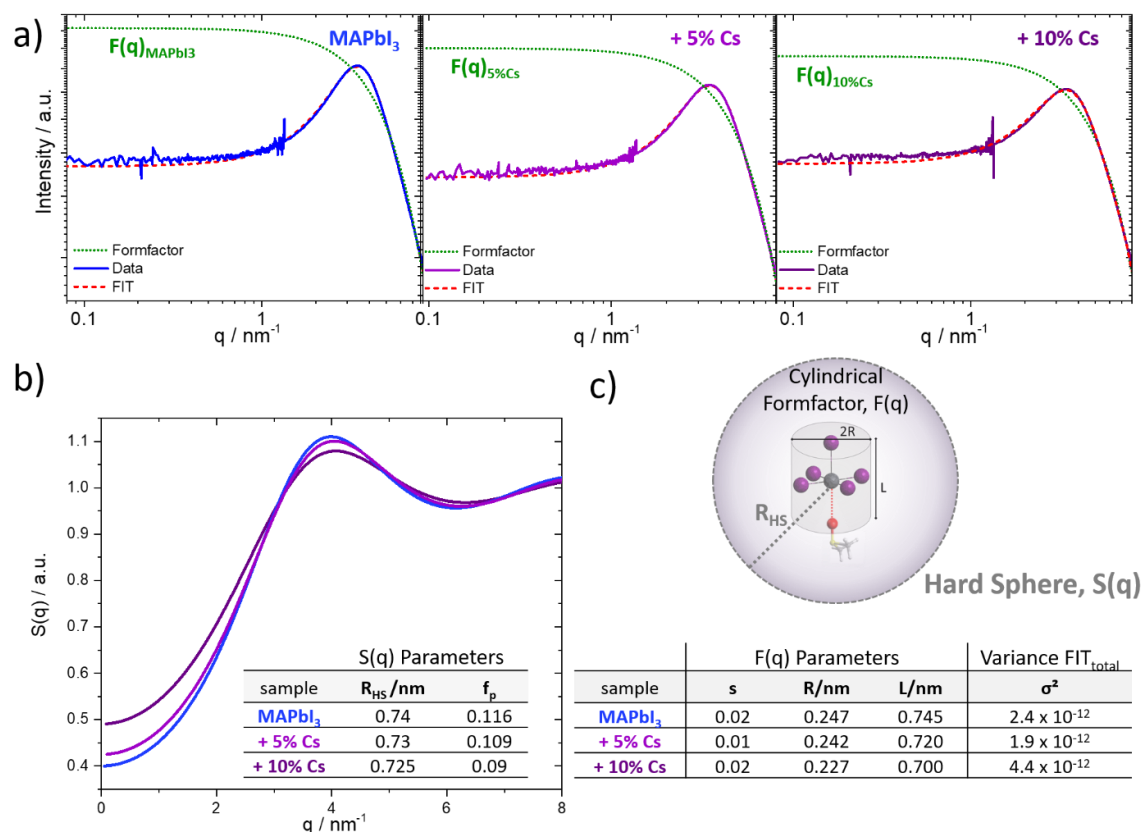 a)
Intensity / a.u.
F(q)MAPbI3
MAPbI3
Formfactor
Data
FIT
0.1
1
q / nm-1
F(q)5%Cs
+ 5% Cs
Formfactor
Data
FIT
0.1
1
q / nm-1
F(q)10%Cs
+ 10% Cs
Formfactor
Data
FIT
0.1
1
q / nm-1
b)
S(q) / a.u.
1.1
1.0
0.9
0.8
0.7
0.6
0.5
0.4
0
2
4
6
8
q / nm-1
S(q) Parameters
sample RHS /nm fp
MAPbI3 0.74 0.116
+ 5% Cs 0.73 0.109
+ 10% Cs 0.725 0.09
c)
Cylindrical
Formfactor, F(q)
2R
L
RHS
Hard Sphere, S(q)
F(q) Parameters Variance FITtotal
sample s R/nm L/nm σ²
MAPbI3 0.02 0.247 0.745 2.4 x 10-12
+ 5% Cs 0.01 0.242 0.720 1.9 x 10-12
+ 10% Cs 0.02 0.227 0.700 4.4 x 10-12